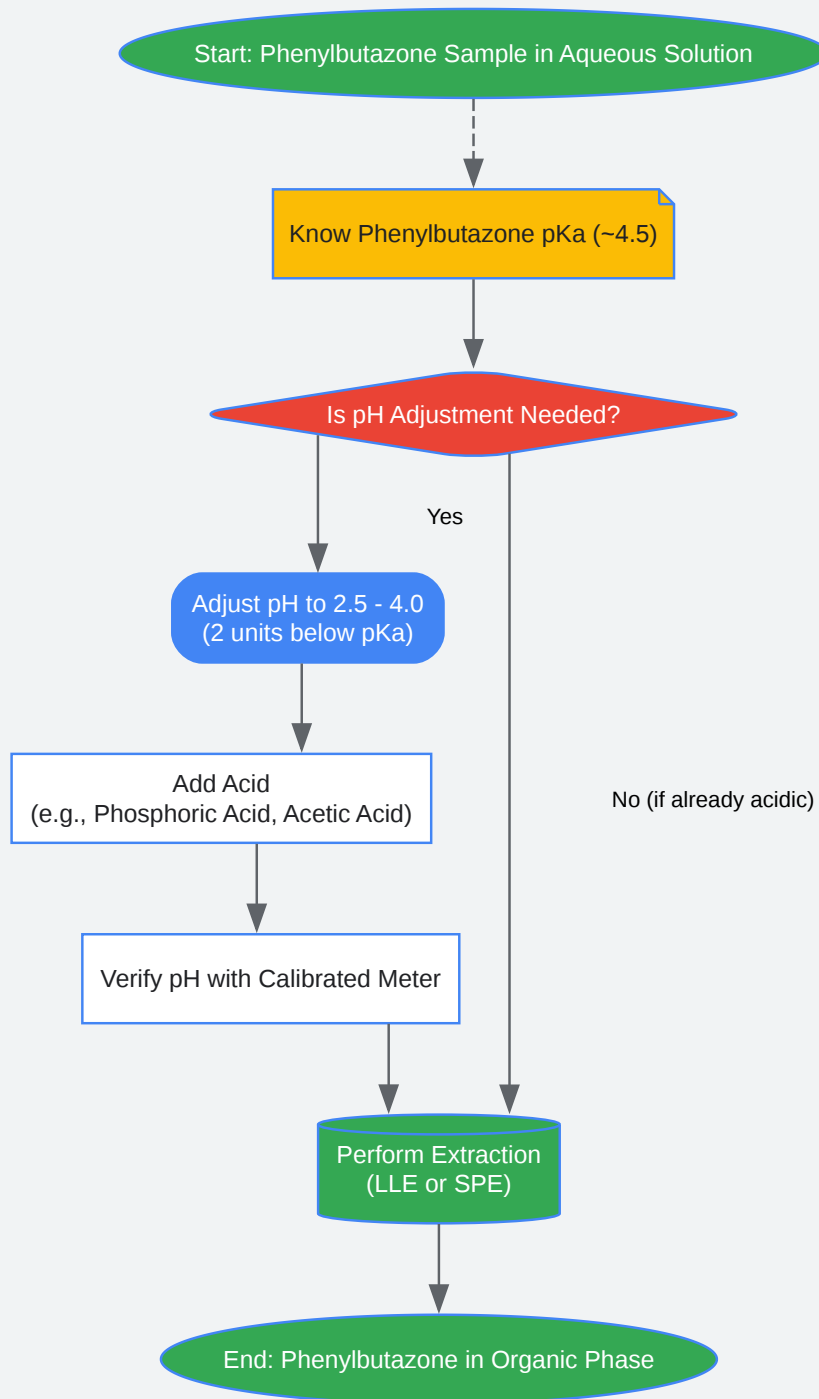 Start: Phenylbutazone Sample in Aqueous Solution
Know Phenylbutazone pKa (~4.5)
Is pH Adjustment Needed?
Yes
Adjust pH to 2.5 - 4.0
(2 units below pKa)
Add Acid
(e.g., Phosphoric Acid, Acetic Acid)
No (if already acidic)
Verify pH with Calibrated Meter
Perform Extraction
(LLE or SPE)
End: Phenylbutazone in Organic Phase